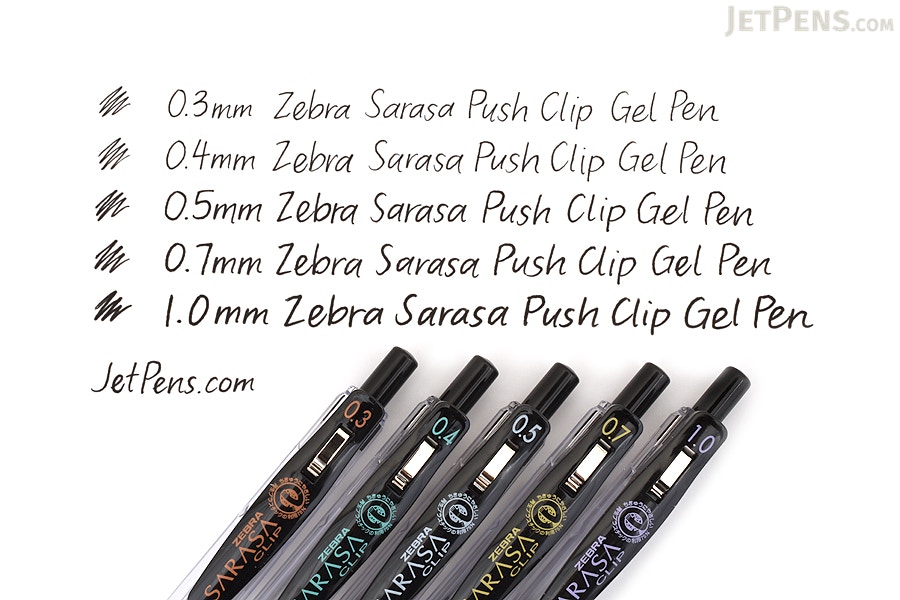 JetPens.com
0.3mm Zebra Sarasa Push Clip Gel Pen
0.4mm Zebra Sarasa Push Clip Gel Pen
0.5mm Zebra Sarasa Push Clip Gel Pen
0.7mm Zebra Sarasa Push Clip Gel Pen
1.0mm Zebra Sarasa Push Clip Gel Pen
JetPens.com
0.3
ZEBRA
SARASA
CLIP
0.4
ZEBRA
SARASA
CLIP
0.5
ZEBRA
SARASA
CLIP
0.7
ZEBRA
SARASA
CLIP
1.0
ZEBRA
SARASA
CLIP